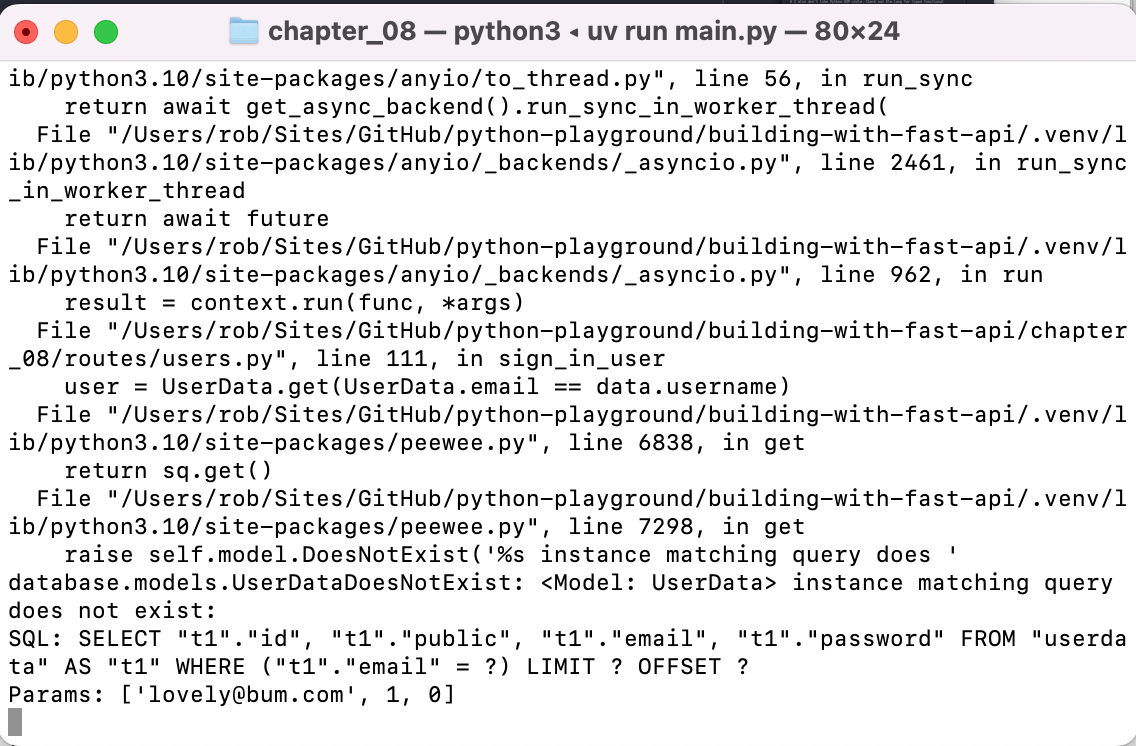 chapter_08 — python3 ◂ uv run main.py — 80×24
ib/python3.10/site-packages/anyio/to_thread.py", line 56, in run_sync
    return await get_async_backend().run_sync_in_worker_thread(
  File "/Users/rob/Sites/GitHub/python-playground/building-with-fast-api/.venv/l
ib/python3.10/site-packages/anyio/_backends/_asyncio.py", line 2461, in run_sync
_in_worker_thread
    return await future
  File "/Users/rob/Sites/GitHub/python-playground/building-with-fast-api/.venv/l
ib/python3.10/site-packages/anyio/_backends/_asyncio.py", line 962, in run
    result = context.run(func, *args)
  File "/Users/rob/Sites/GitHub/python-playground/building-with-fast-api/chapter
_08/routes/users.py", line 111, in sign_in_user
    user = UserData.get(UserData.email == data.username)
  File "/Users/rob/Sites/GitHub/python-playground/building-with-fast-api/.venv/l
ib/python3.10/site-packages/peewee.py", line 6838, in get
    return sq.get()
  File "/Users/rob/Sites/GitHub/python-playground/building-with-fast-api/.venv/l
ib/python3.10/site-packages/peewee.py", line 7298, in get
    raise self.model.DoesNotExist('%s instance matching query does '
database.models.UserDataDoesNotExist: <Model: UserData> instance matching query
does not exist:
SQL: SELECT "t1"."id", "t1"."public", "t1"."email", "t1"."password" FROM "userda
ta" AS "t1" WHERE ("t1"."email" = ?) LIMIT ? OFFSET ?
Params: ['lovely@bum.com', 1, 0]